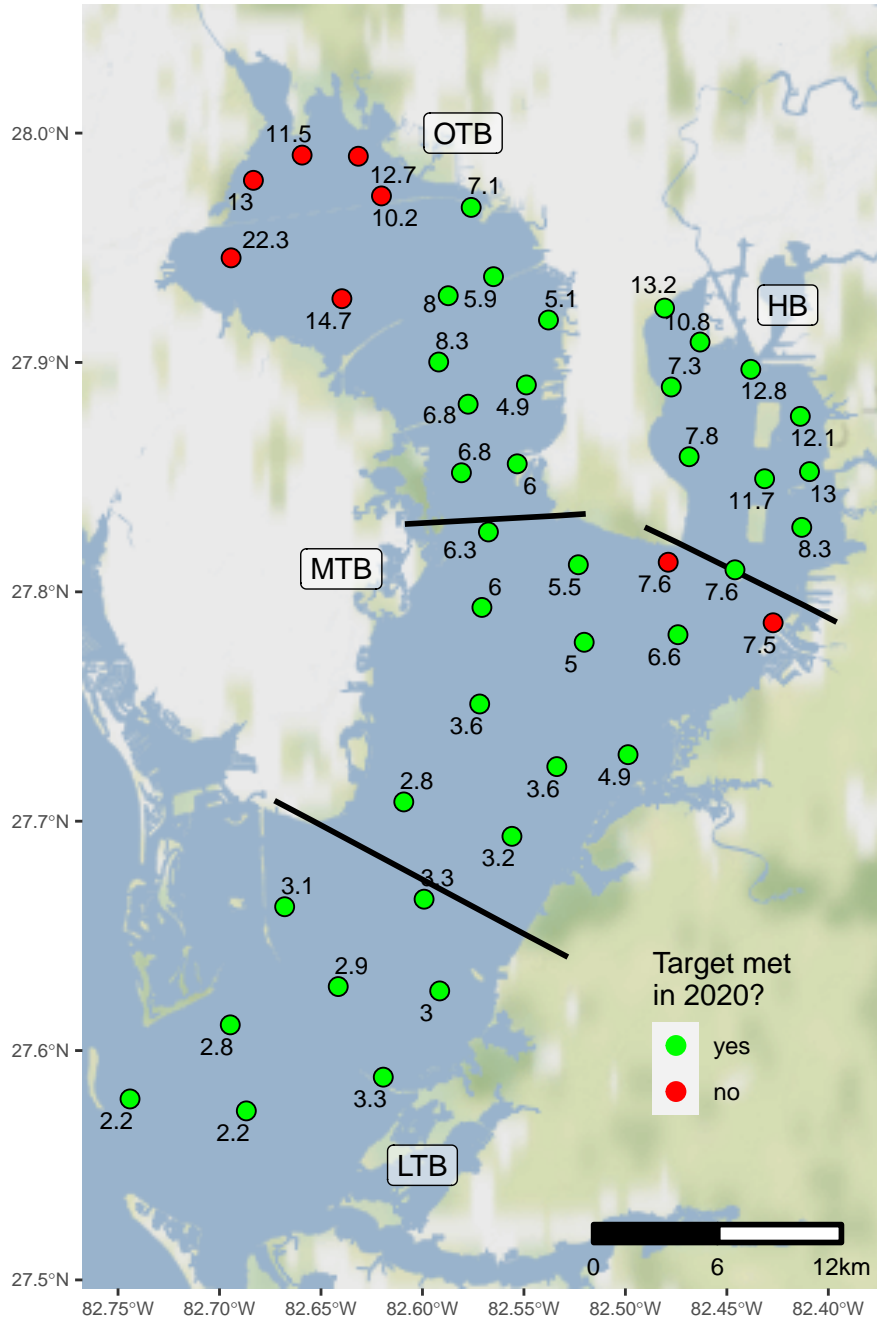 28.0°N
27.9°N
27.8°N
27.7°N
27.6°N
27.5°N
OTB
11.5
12.7
13
10.2
7.1
22.3
14.7
8
5.9
5.1
8.3
6.8
4.9
6.8
6
HB
13.2
10.8
7.3
12.8
12.1
7.8
11.7
13
8.3
7.6
MTB
6.3
5.5
7.6
6
5
6.6
7.5
3.6
3.6
4.9
2.8
3.2
3.3
3.1
2.9
3
2.8
3.3
2.2
2.2
LTB
Target met
in 2020?
yes
no
0 6 12km
82.75°W 82.70°W 82.65°W 82.60°W 82.55°W 82.50°W 82.45°W 82.40°W